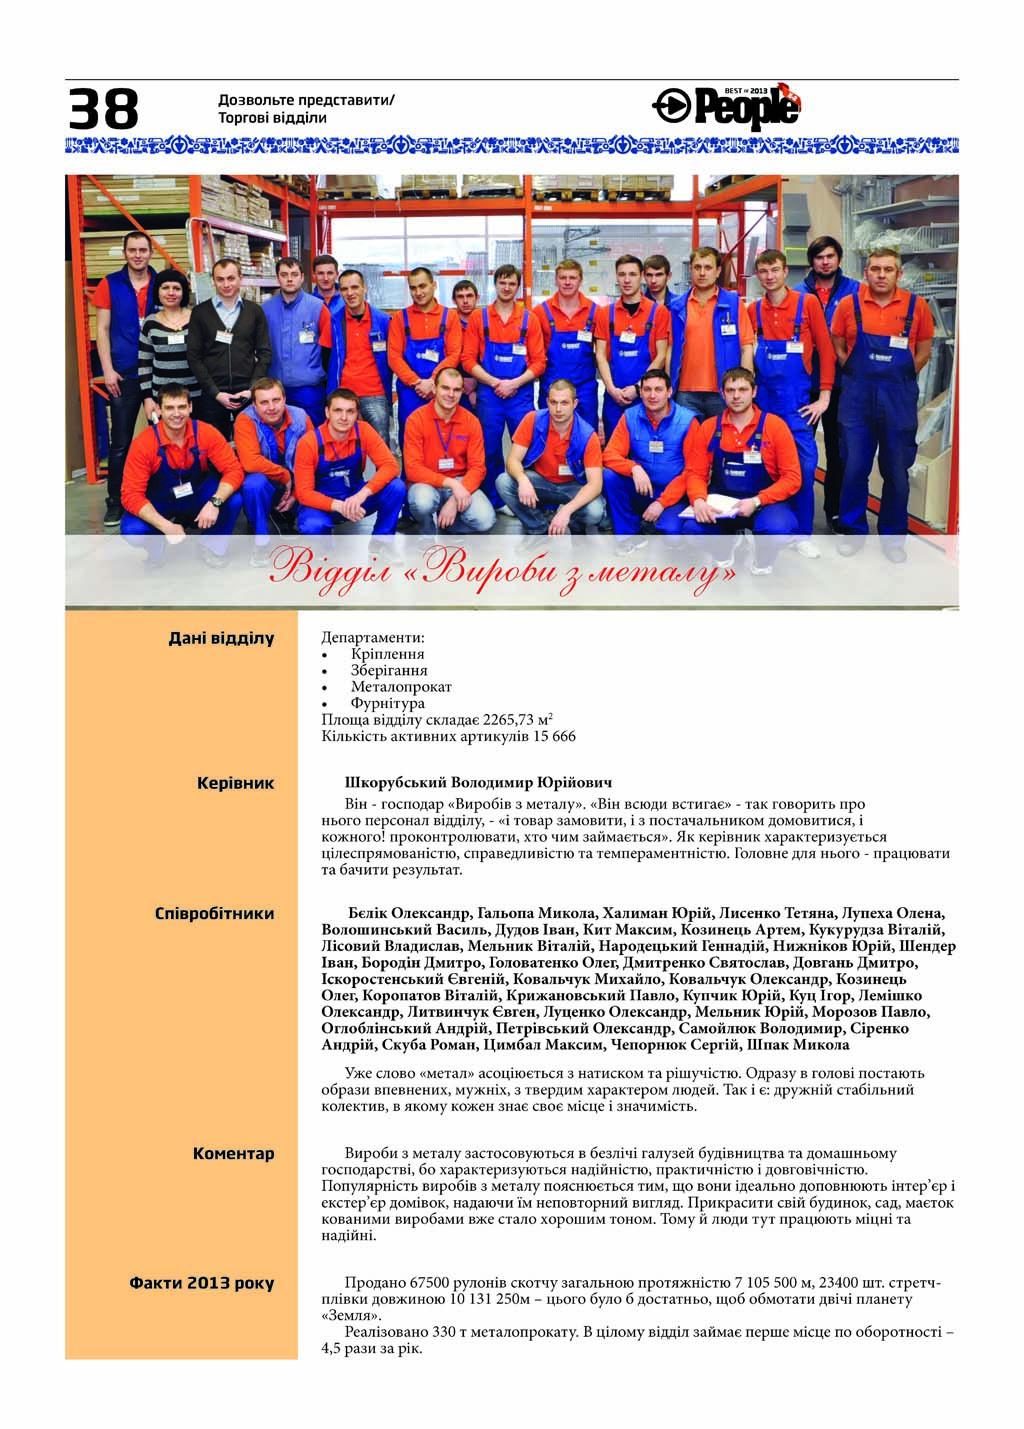 38
Дозвольте представити/
Торгові відділи
BEST OF 2013
People
Відділ «Вироби з металу»
Дані відділу
Департаменти:
• Кріплення
• Зберігання
• Металопрокат
• Фурнітура
Площа відділу складає 2265,73 м²
Кількість активних артикулів 15 666
Керівник
Шкорубський Володимир Юрійович
Він - господар «Виробів з металу». «Він всюди встигає» - так говорить про
нього персонал відділу, - «і товар замовити, і з постачальником домовитися, і
кожного! проконтролювати, хто чим займається». Як керівник характеризується
цілеспрямованістю, справедливістю та темпераментністю. Головне для нього - працювати
та бачити результат.
Співробітники
Бєлік Олександр, Гальопа Микола, Халиман Юрій, Лисенко Тетяна, Лупеха Олена,
Волошинський Василь, Дудов Іван, Кит Максим, Козинець Артем, Кукурудза Віталій,
Лісовий Владислав, Мельник Віталій, Народецький Геннадій, Нижніков Юрій, Шендер
Іван, Бородін Дмитро, Головатенко Олег, Дмитренко Святослав, Довгань Дмитро,
Іскоростенський Євгеній, Ковальчук Михайло, Ковальчук Олександр, Козинець
Олег, Коропатов Віталій, Крижановський Павло, Купчик Юрій, Куц Ігор, Лемішко
Олександр, Литвинчук Євген, Луценко Олександр, Мельник Юрій, Морозов Павло,
Оглоблінський Андрій, Петрівський Олександр, Самойлюк Володимир, Сіренко
Андрій, Скуба Роман, Цимбал Максим, Чепорнюк Сергій, Шпак Микола
Уже слово «метал» асоціюється з натиском та рішучістю. Одразу в голові постають
образи впевнених, мужніх, з твердим характером людей. Так і є: дружній стабільний
колектив, в якому кожен знає своє місце і значимість.
Коментар
Вироби з металу застосовуються в безлічі галузей будівництва та домашньому
господарстві, бо характеризуються надійністю, практичністю і довговічністю.
Популярність виробів з металу пояснюється тим, що вони ідеально доповнюють інтер’єр і
екстер’єр домівок, надаючи їм неповторний вигляд. Прикрасити свій будинок, сад, маєток
кованими виробами вже стало хорошим тоном. Тому й люди тут працюють міцні та
надійні.
Факти 2013 року
Продано 67500 рулонів скотчу загальною протяжністю 7 105 500 м, 23400 шт. стретч-
плівки довжиною 10 131 250м – цього було б достатньо, щоб обмотати двічі планету
«Земля».
Реалізовано 330 т металопрокату. В цілому відділ займає перше місце по оборотності –
4,5 рази за рік.